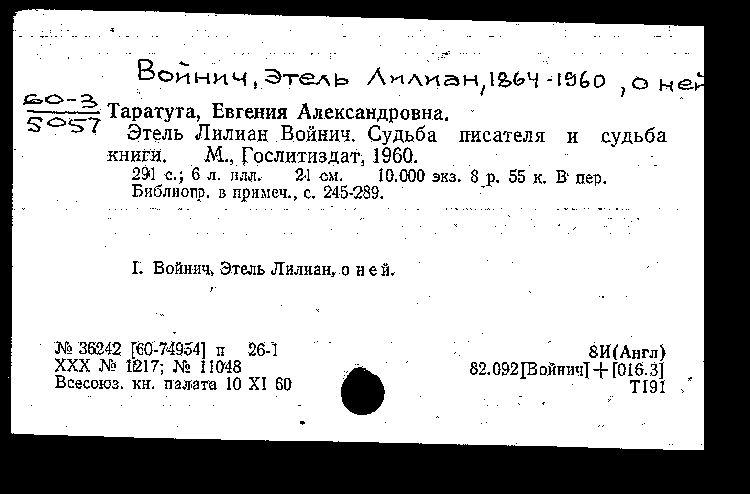 Войнич, Этель Лилиан, 1864-1960, о ней
60-3
5057
Таратута, Евгения Александровна.
Этель Лилиан Войнич. Судьба писателя и судьба
книги. М., Гослитиздат, 1960.
291 с.; 6 л. илл. 21 см. 10.000 экз. 8 р. 55 к. В пер.
Библиогр. в примеч., с. 245-289.
I. Войнич, Этель Лилиан, о ней.
№ 36242 [60-74954] п 26-1
XXX № 1217; № 11048
Всесоюз. кн. палата 10 XI 60
8И(Англ)
82.092[Войнич]+[016.3]
Т191